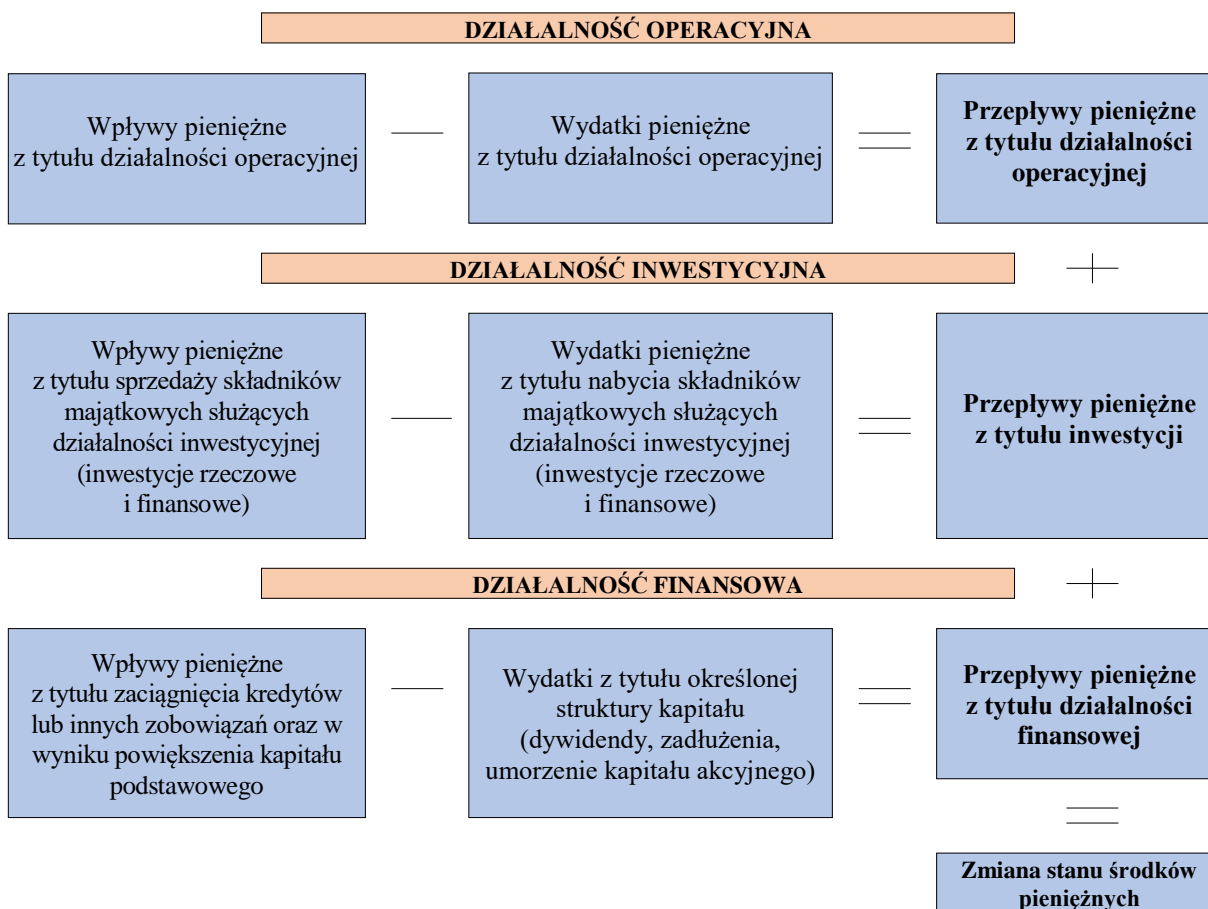 DZIAŁALNOŚĆ OPERACYJNA
Wpływy pieniężne
z tytułu działalności operacyjnej
Wydatki pieniężne
z tytułu działalności operacyjnej
Przepływy pieniężne
z tytułu działalności
operacyjnej
DZIAŁALNOŚĆ INWESTYCYJNA
Wpływy pieniężne
z tytułu sprzedaży składników
majątkowych służących
działalności inwestycyjnej
(inwestycje rzeczowe
i finansowe)
Wydatki pieniężne
z tytułu nabycia składników
majątkowych służących
działalności inwestycyjnej
(inwestycje rzeczowe
i finansowe)
Przepływy pieniężne
z tytułu inwestycji
DZIAŁALNOŚĆ FINANSOWA
Wpływy pieniężne
z tytułu zaciągnięcia kredytów
lub innych zobowiązań oraz w
wyniku powiększenia kapitału
podstawowego
Wydatki z tytułu określonej
struktury kapitału
(dywidendy, zadłużenia,
umorzenie kapitału akcyjnego)
Przepływy pieniężne
z tytułu działalności
finansowej
Zmiana stanu środków
pieniężnych